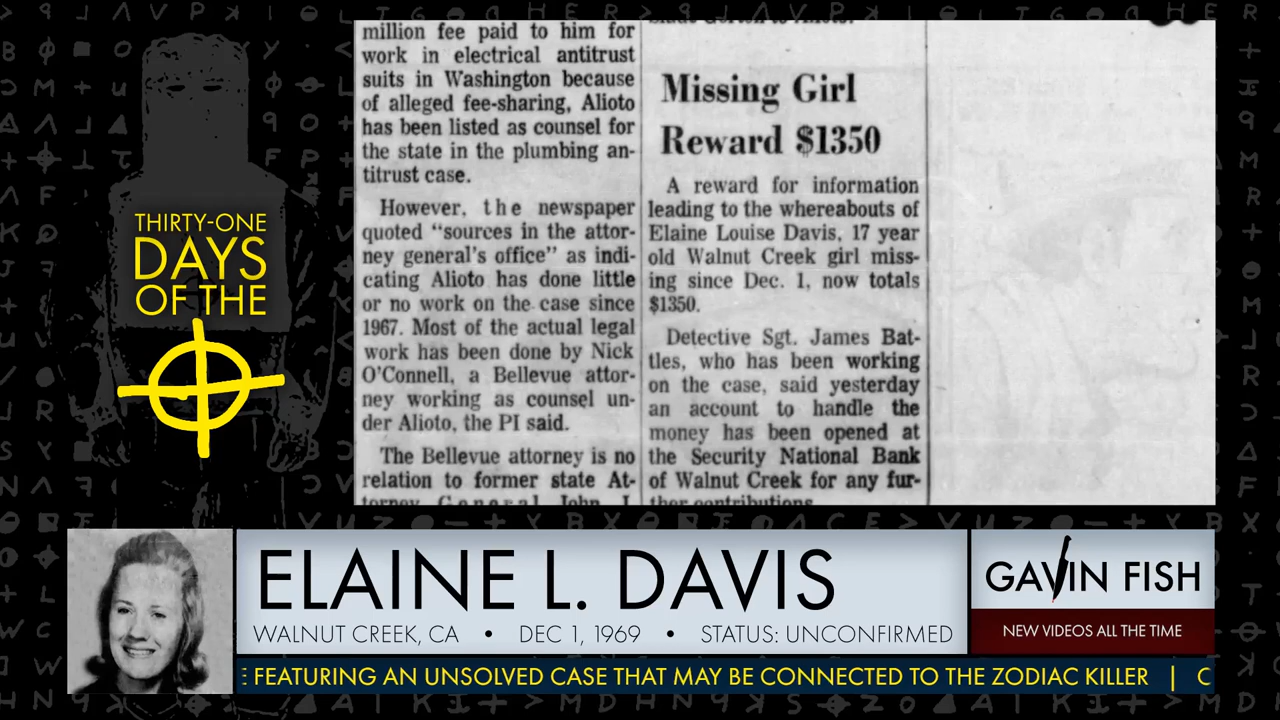 THIRTY-ONE
DAYS
OF THE
million fee paid to him for
work in electrical antitrust
suits in Washington because
of alleged fee-sharing, Alioto
has been listed as counsel for
the state in the plumbing an-
titrust case.
However, the newspaper
quoted “sources in the attor-
ney general’s office” as indi-
cating Alioto has done little
or no work on the case since
1967. Most of the actual legal
work has been done by Nick
O’Connell, a Bellevue attor-
ney working as counsel un-
der Alioto, the PI said.
The Bellevue attorney is no
relation to former state At-
torney General John J.
Missing Girl
Reward $1350
A reward for information
leading to the whereabouts of
Elaine Louise Davis, 17 year
old Walnut Creek girl miss-
ing since Dec. 1, now totals
$1350.
Detective Sgt. James Bat-
tles, who has been working
on the case, said yesterday
an account to handle the
money has been opened at
the Security National Bank
of Walnut Creek for any fur-
ther contributions.
ELAINE L. DAVIS
WALNUT CREEK, CA • DEC 1, 1969 • STATUS: UNCONFIRMED
GAVIN FISH
NEW VIDEOS ALL THE TIME
FEATURING AN UNSOLVED CASE THAT MAY BE CONNECTED TO THE ZODIAC KILLER | C